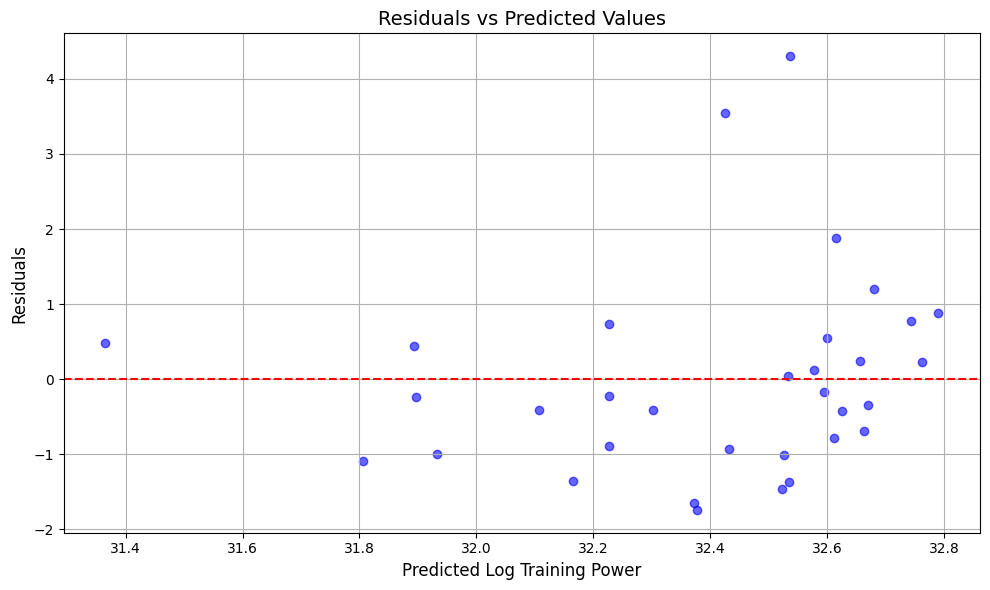 Residuals vs Predicted Values
Residuals
4
3
2
1
0
−1
−2
31.4 31.6 31.8 32.0 32.2 32.4 32.6 32.8
Predicted Log Training Power